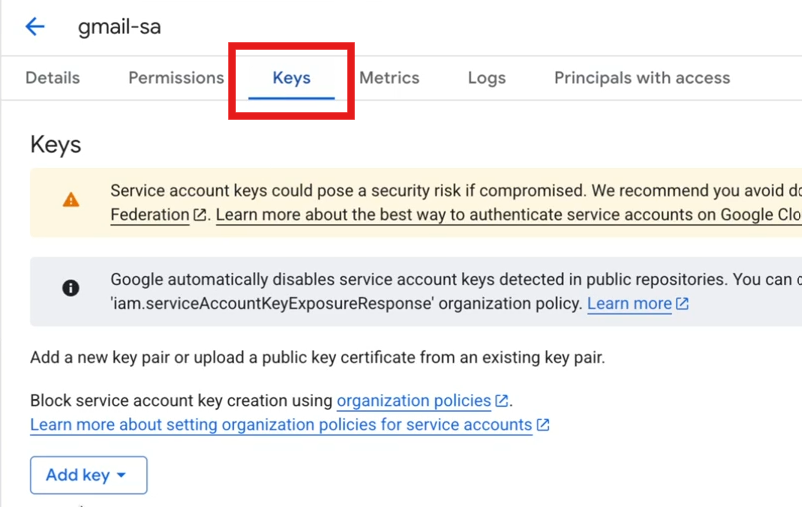 gmail-sa
Details Permissions Keys Metrics Logs Principals with access
Keys
Service account keys could pose a security risk if compromised. We recommend you avoid
Federation. Learn more about the best way to authenticate service accounts on Google
Google automatically disables service account keys detected in public repositories. You can
'iam.serviceAccountKeyExposureResponse' organization policy. Learn more
Add a new key pair or upload a public key certificate from an existing key pair.
Block service account key creation using organization policies.
Learn more about setting organization policies for service accounts
Add key